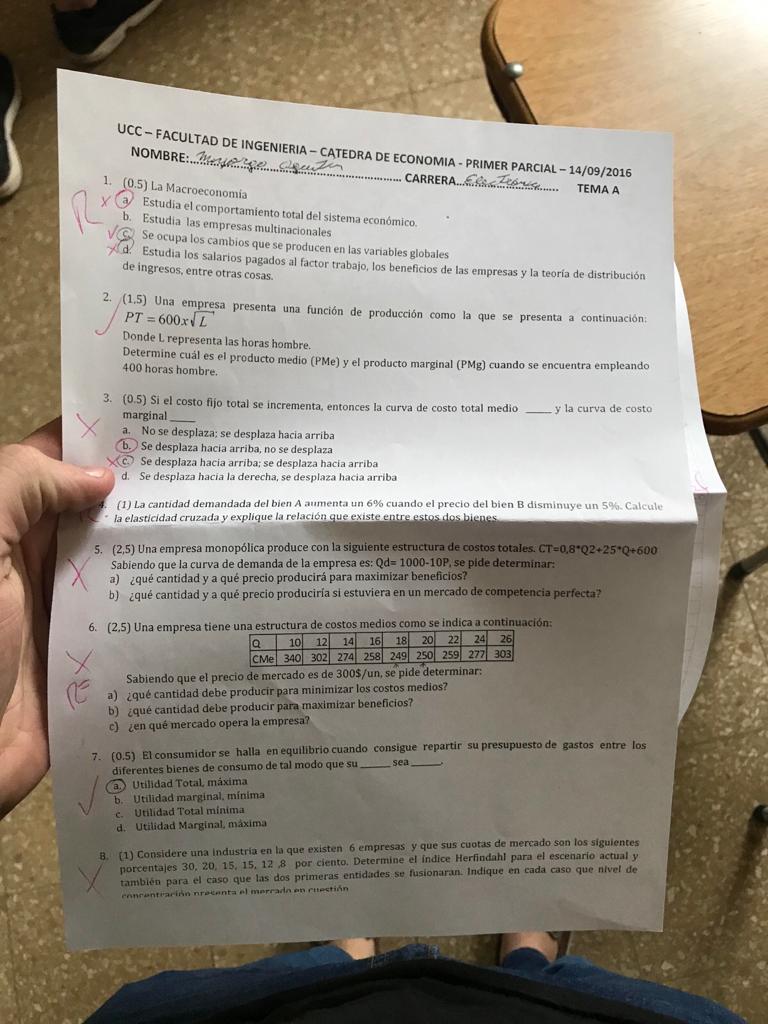 UCC – FACULTAD DE INGENIERIA – CATEDRA DE ECONOMIA - PRIMER PARCIAL – 14/09/2016
NOMBRE: CARRERA TEMA A
1. (0.5) La Macroeconomía
a. Estudia el comportamiento total del sistema económico.
b. Estudia las empresas multinacionales
c. Se ocupa los cambios que se producen en las variables globales
d. Estudia los salarios pagados al factor trabajo, los beneficios de las empresas y la teoría de distribución
de ingresos, entre otras cosas.
2. (1,5) Una empresa presenta una función de producción como la que se presenta a continuación:
PT = 600x√L
Donde L representa las horas hombre.
Determine cuál es el producto medio (PMe) y el producto marginal (PMg) cuando se encuentra empleando
400 horas hombre.
3. (0.5) Si el costo fijo total se incrementa, entonces la curva de costo total medio _____ y la curva de costo
marginal _____
a. No se desplaza; se desplaza hacia arriba
b. Se desplaza hacia arriba, no se desplaza
c. Se desplaza hacia arriba; se desplaza hacia arriba
d. Se desplaza hacia la derecha, se desplaza hacia arriba
4. (1) La cantidad demandada del bien A aumenta un 6% cuando el precio del bien B disminuye un 5%. Calcule
la elasticidad cruzada y explique la relación que existe entre estos dos bienes
5. (2,5) Una empresa monopólica produce con la siguiente estructura de costos totales. CT=0,8*Q2+25*Q+600
Sabiendo que la curva de demanda de la empresa es: Qd= 1000-10P, se pide determinar:
a) ¿qué cantidad y a qué precio producirá para maximizar beneficios?
b) ¿qué cantidad y a qué precio produciría si estuviera en un mercado de competencia perfecta?
6. (2,5) Una empresa tiene una estructura de costos medios como se indica a continuación:
Q 10 12 14 16 18 20 22 24 26
CMe 340 302 274 258 249 250 259 277 303
Sabiendo que el precio de mercado es de 300$/un, se pide determinar:
a) ¿qué cantidad debe producir para minimizar los costos medios?
b) ¿qué cantidad debe producir para maximizar beneficios?
c) ¿en qué mercado opera la empresa?
7. (0.5) El consumidor se halla en equilibrio cuando consigue repartir su presupuesto de gastos entre los
diferentes bienes de consumo de tal modo que su _____ sea _____.
a. Utilidad Total, máxima
b. Utilidad marginal, mínima
c. Utilidad Total mínima
d. Utilidad Marginal, máxima
8. (1) Considere una industria en la que existen 6 empresas y que sus cuotas de mercado son los siguientes
porcentajes 30, 20, 15, 15, 12 ,8 por ciento. Determine el índice Herfindahl para el escenario actual y
también para el caso que las dos primeras entidades se fusionaran. Indique en cada caso que nivel de
concentración presenta el mercado en cuestión